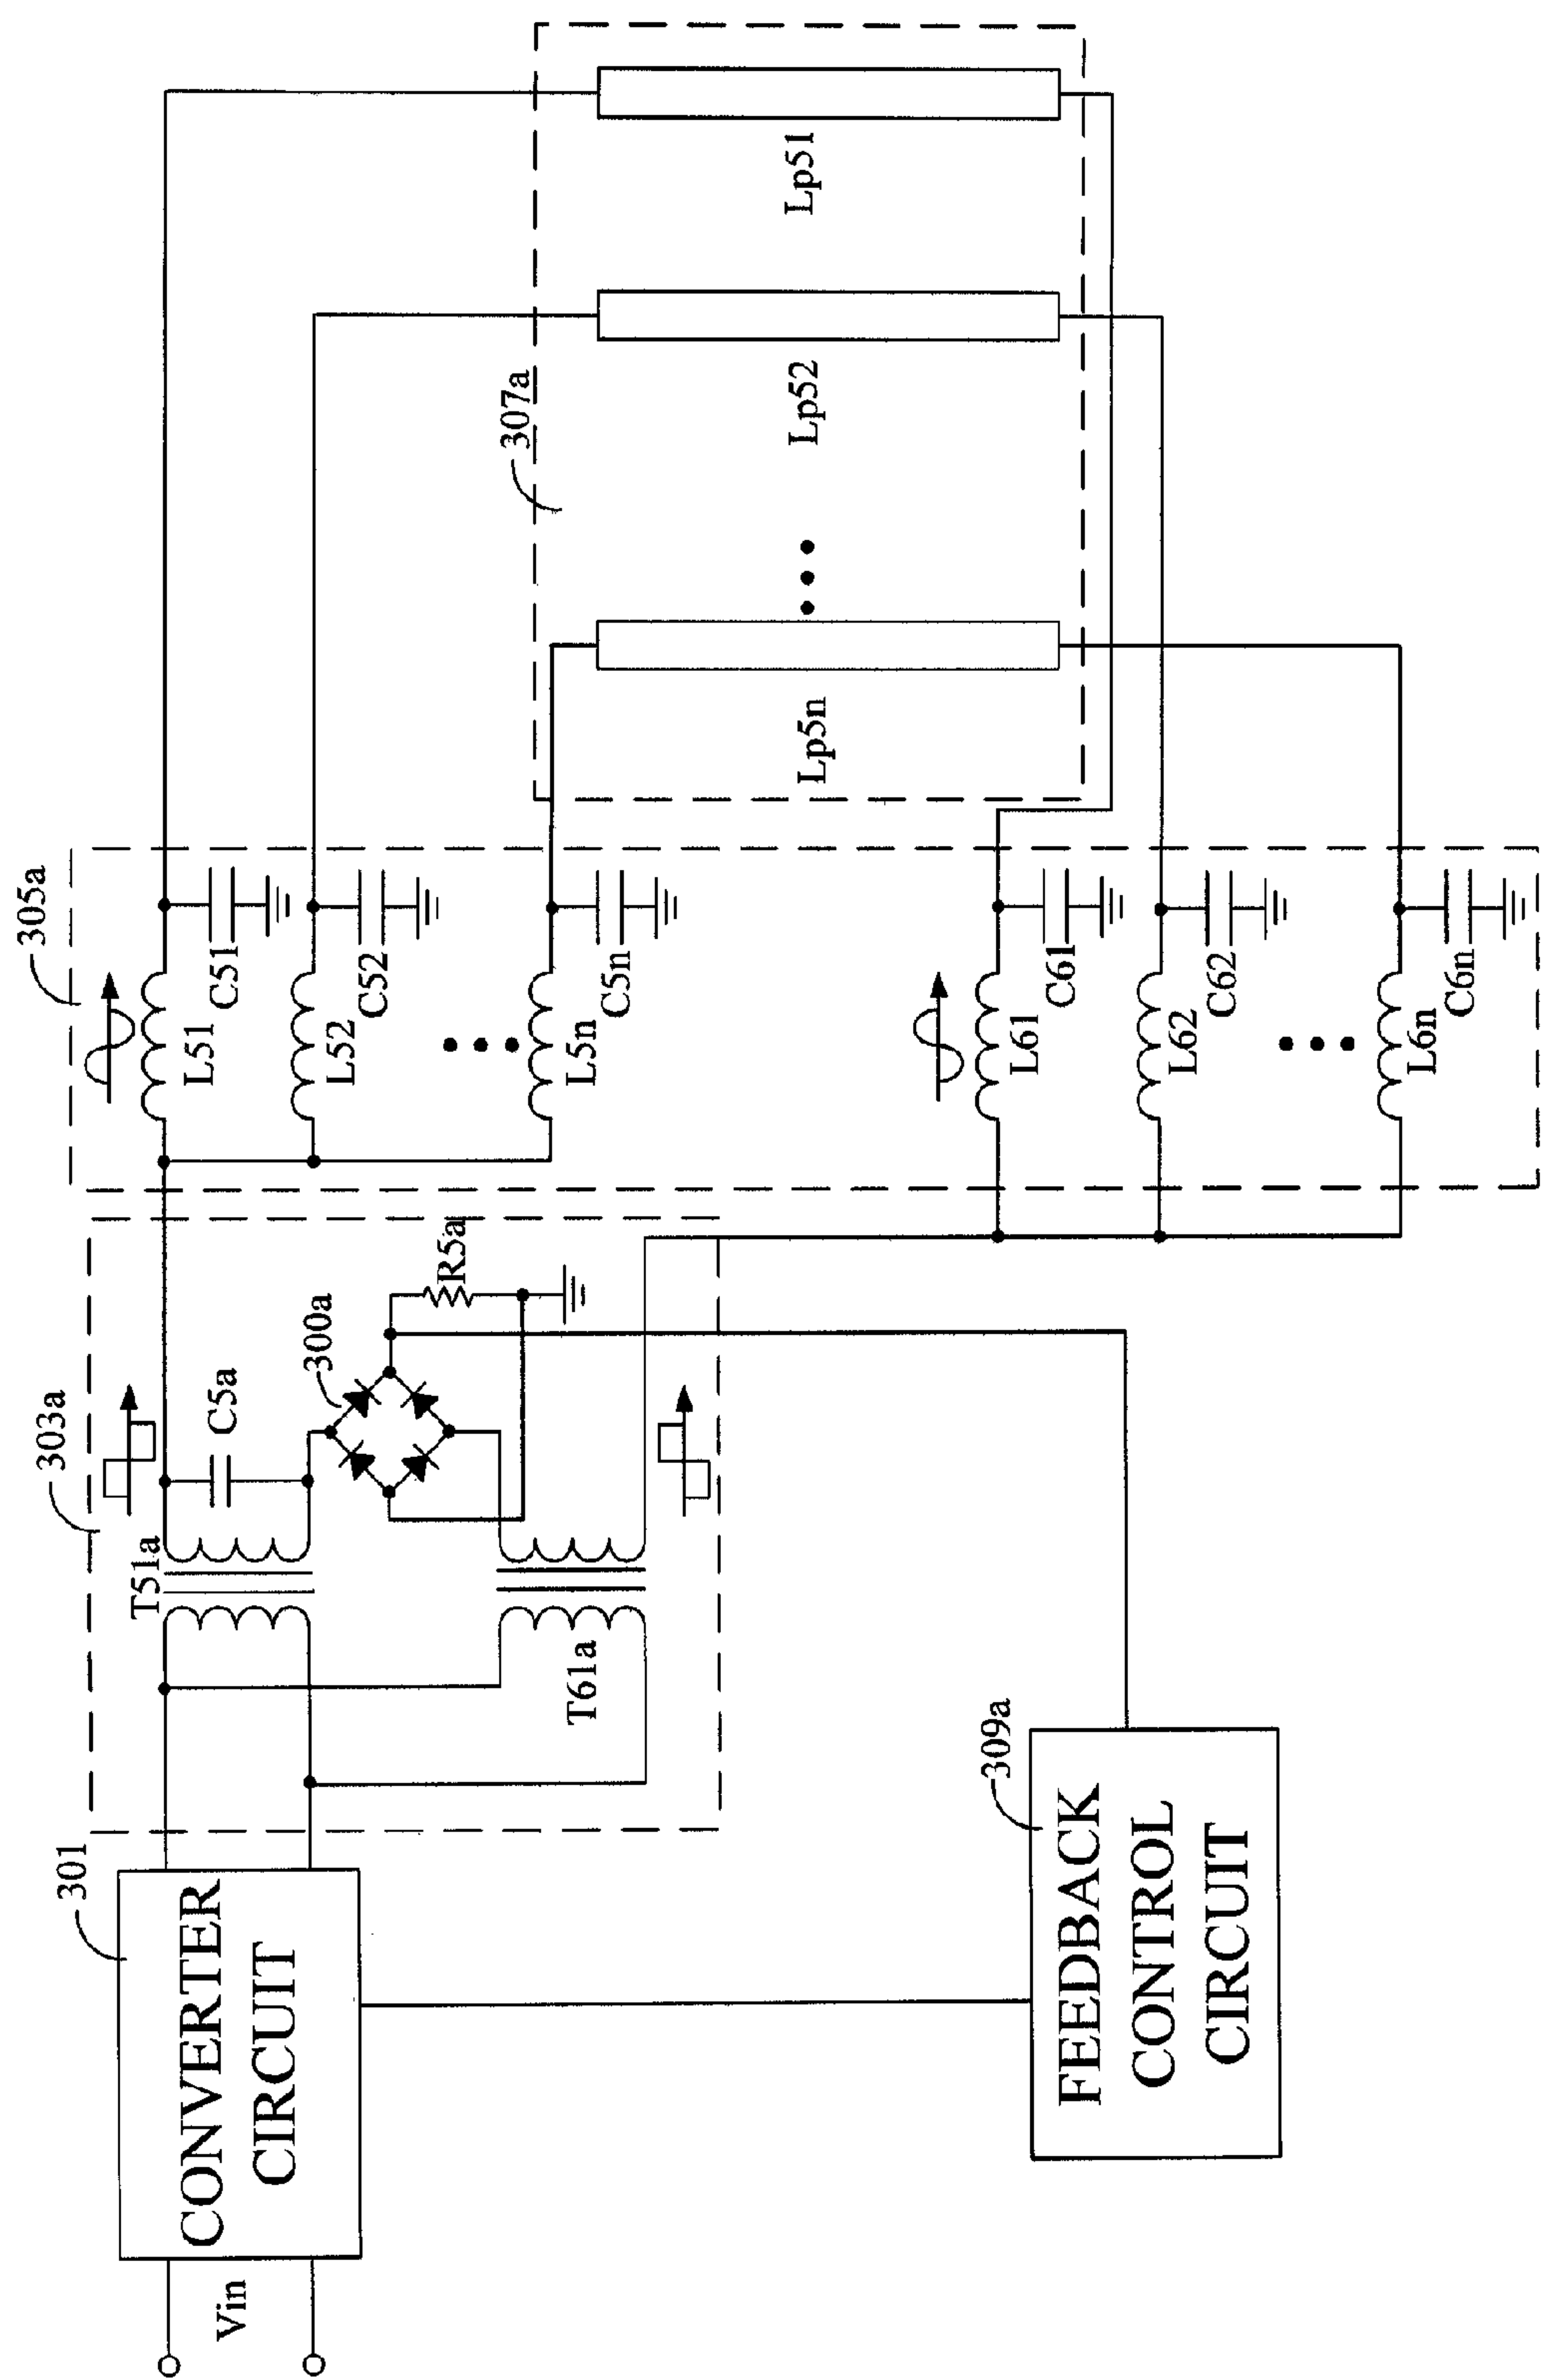 Vin
CONVERTER
CIRCUIT
301
303a
T51a
C5a
300a
R5a
T61a
305a
L51
C51
L52
C52
L5n
C5n
L61
C61
L62
C62
L6n
C6n
307a
Lp5n
Lp52
Lp51
309a
FEEDBACK
CONTROL
CIRCUIT